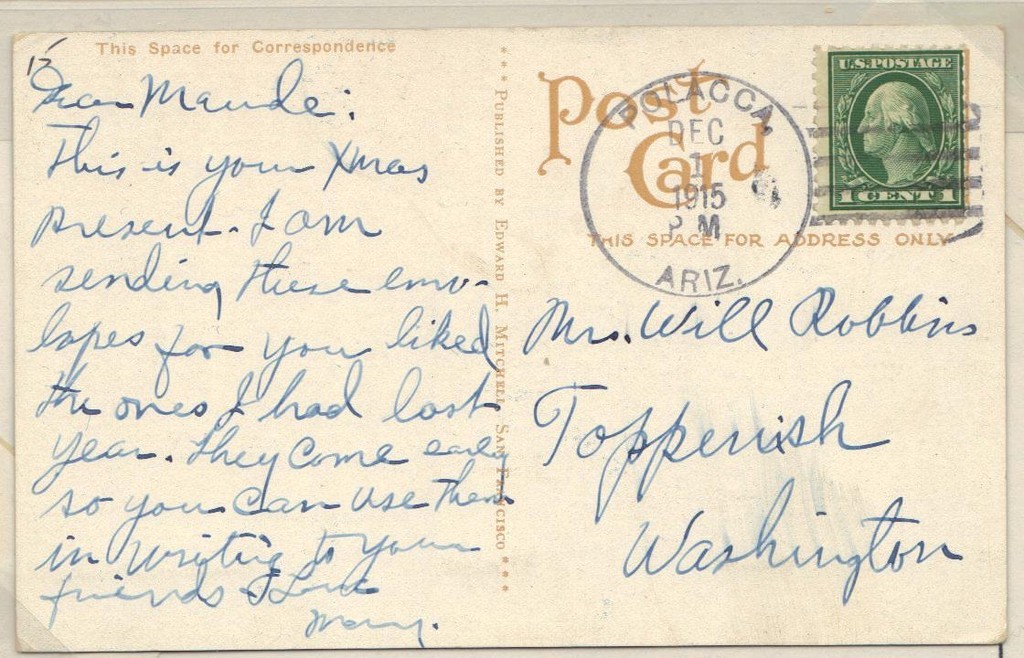 This Space for Correspondence
Dear Maude:
This is your Xmas
present. I am
sending these env-
lopes for you liked
the ones I had last
year. They come early
so you can use them
in writing to your
friends. Love
Mary.
PUBLISHED BY EDWARD H. MITCHELL, SAN FRANCISCO
Post Card
POLACCA.
DEC
1
1915
P M
ARIZ.
U.S. POSTAGE
1 CENT 1
THIS SPACE FOR ADDRESS ONLY
Mrs. Will Robbins
Toppenish
Washington